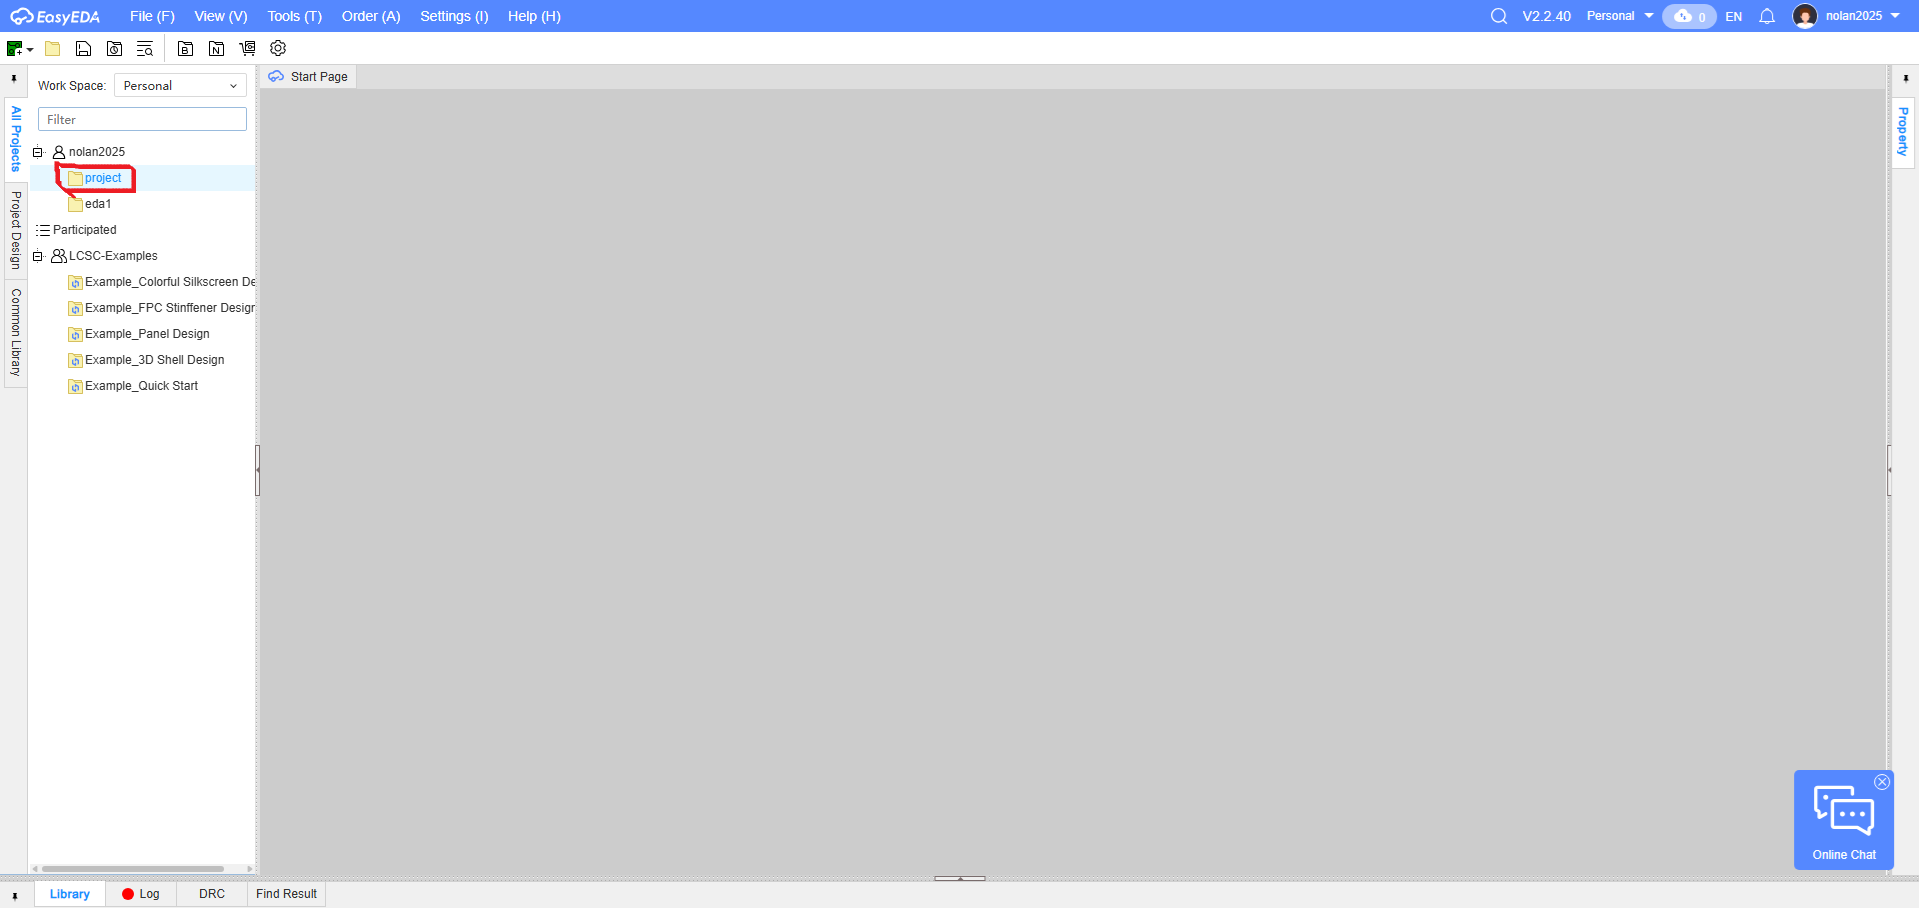 EasyEDA File (F) View (V) Tools (T) Order (A) Settings (I) Help (H) V2.2.40 Personal 0 EN nolan2025
B N
Work Space: Personal
Start Page
Filter
All Projects
Project Design
Common Library
nolan2025
project
eda1
Participated
LCSC-Examples
Example_Colorful Silkscreen De
Example_FPC Stinffener Design
Example_Panel Design
Example_3D Shell Design
Example_Quick Start
Property
Online Chat
Library Log DRC Find Result